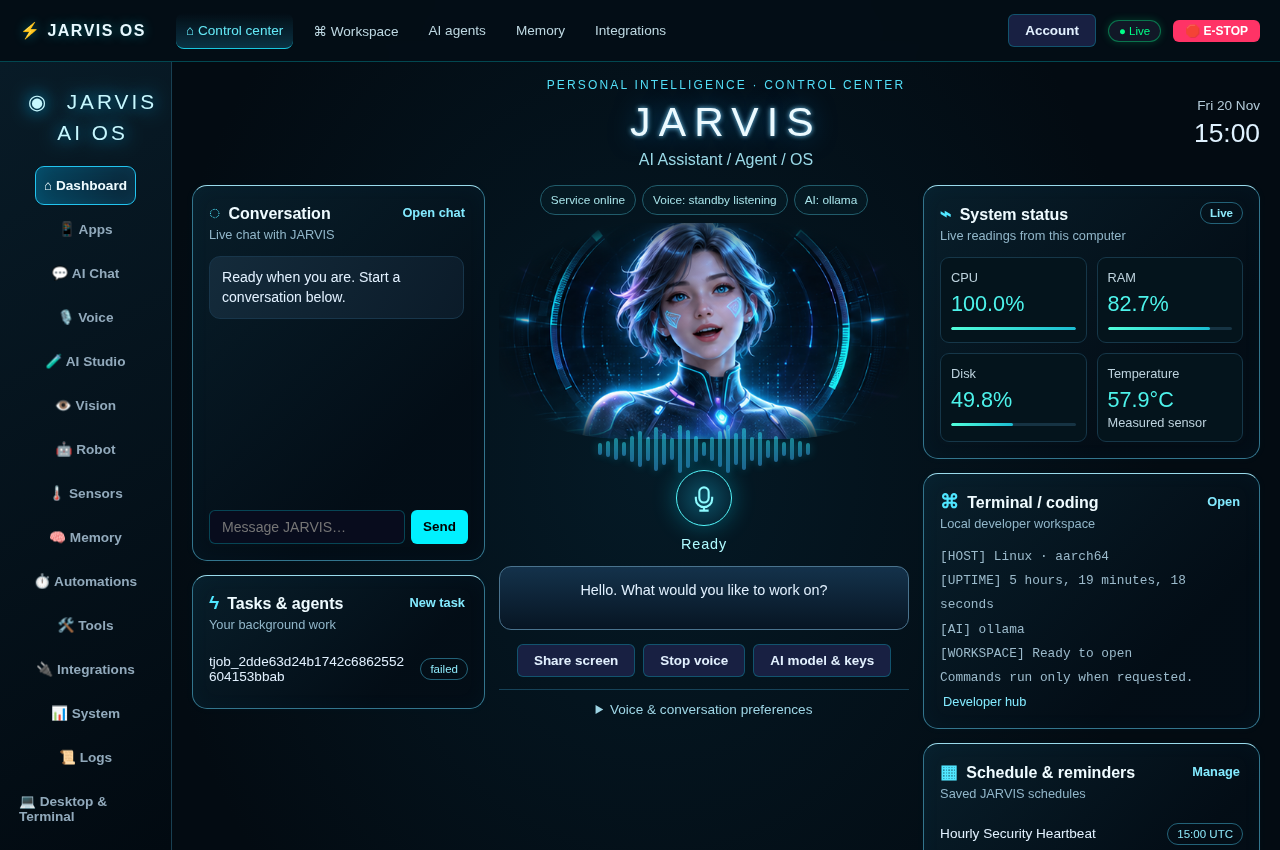 ⚡ JARVIS OS
⌂ Control center
⌘ Workspace
AI agents
Memory
Integrations
Account
● Live
🛑 E-STOP
◉ JARVIS
AI OS
⌂ Dashboard
📱 Apps
💬 AI Chat
🎙️ Voice
🧪 AI Studio
👁️ Vision
🤖 Robot
🌡️ Sensors
🧠 Memory
⏱️ Automations
🛠️ Tools
🔌 Integrations
📊 System
📜 Logs
💻 Desktop &
Terminal
PERSONAL INTELLIGENCE · CONTROL CENTER
JARVIS
AI Assistant / Agent / OS
Fri 20 Nov
15:00
Conversation
Open chat
Live chat with JARVIS
Ready when you are. Start a
conversation below.
Message JARVIS…
Send
ϟ Tasks & agents
New task
Your background work
tjob_2dde63d24b1742c6862552
604153bbab
failed
Service online
Voice: standby listening
AI: ollama
Ready
Hello. What would you like to work on?
Share screen
Stop voice
AI model & keys
▶ Voice & conversation preferences
⌁ System status
Live
Live readings from this computer
CPU
100.0%
RAM
82.7%
Disk
49.8%
Temperature
57.9°C
Measured sensor
⌘ Terminal / coding
Open
Local developer workspace
[HOST] Linux · aarch64
[UPTIME] 5 hours, 19 minutes, 18
seconds
[AI] ollama
[WORKSPACE] Ready to open
Commands run only when requested.
Developer hub
▦ Schedule & reminders
Manage
Saved JARVIS schedules
Hourly Security Heartbeat
15:00 UTC